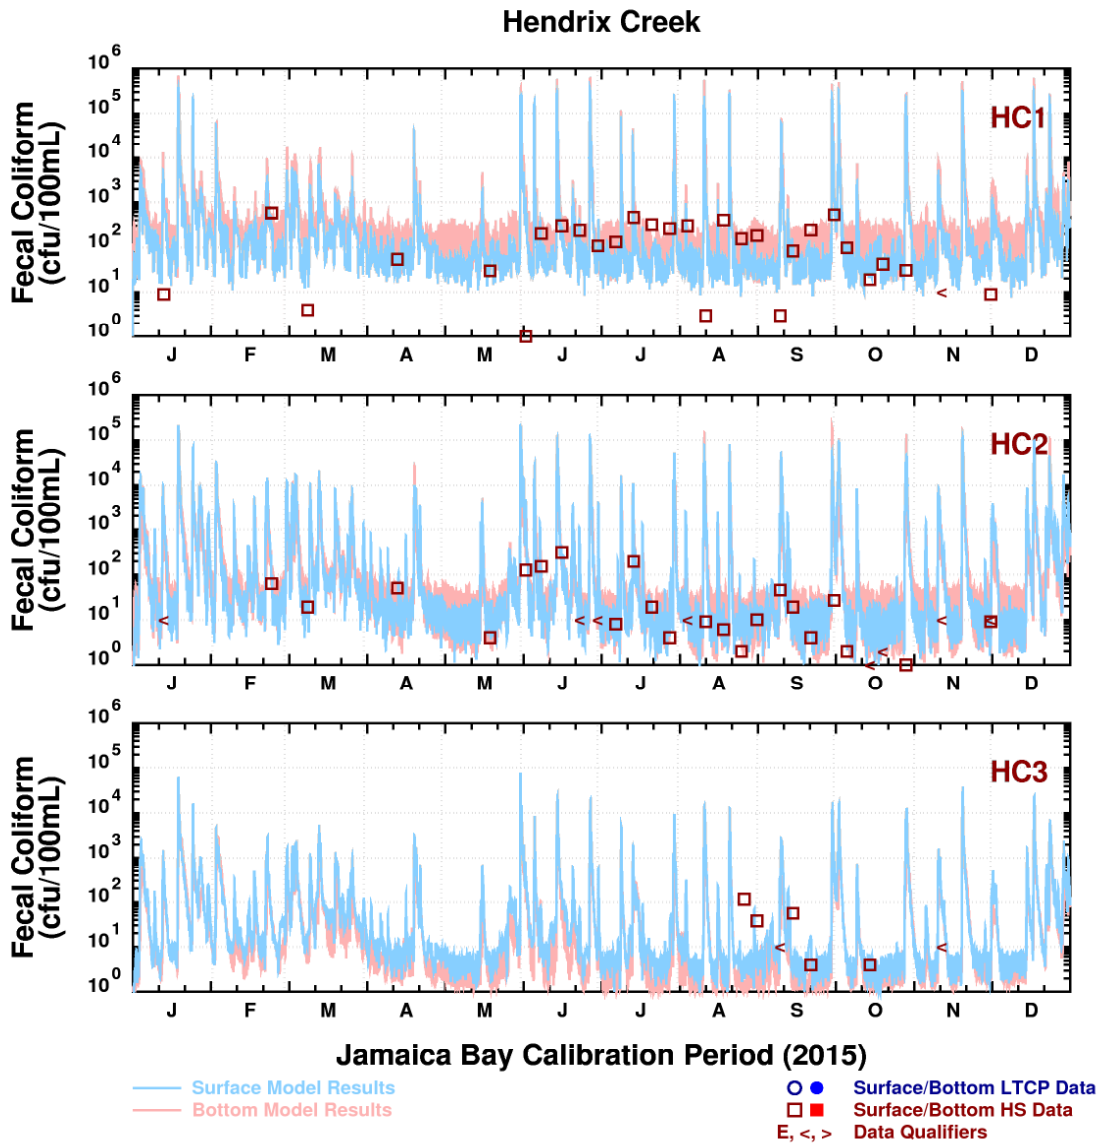 Hendrix Creek
Fecal Coliform
(cfu/100mL)
10 6
10 5
10 4
10 3
10 2
10 1
10 0
HC1
<
J F M A M J J A S O N D
Fecal Coliform
(cfu/100mL)
10 6
10 5
10 4
10 3
10 2
10 1
10 0
HC2
< < < < < < < <
J F M A M J J A S O N D
Fecal Coliform
(cfu/100mL)
10 6
10 5
10 4
10 3
10 2
10 1
10 0
HC3
< <
J F M A M J J A S O N D
Jamaica Bay Calibration Period (2015)
Surface Model Results
Bottom Model Results
Surface/Bottom LTCP Data
Surface/Bottom HS Data
E, <, > Data Qualifiers